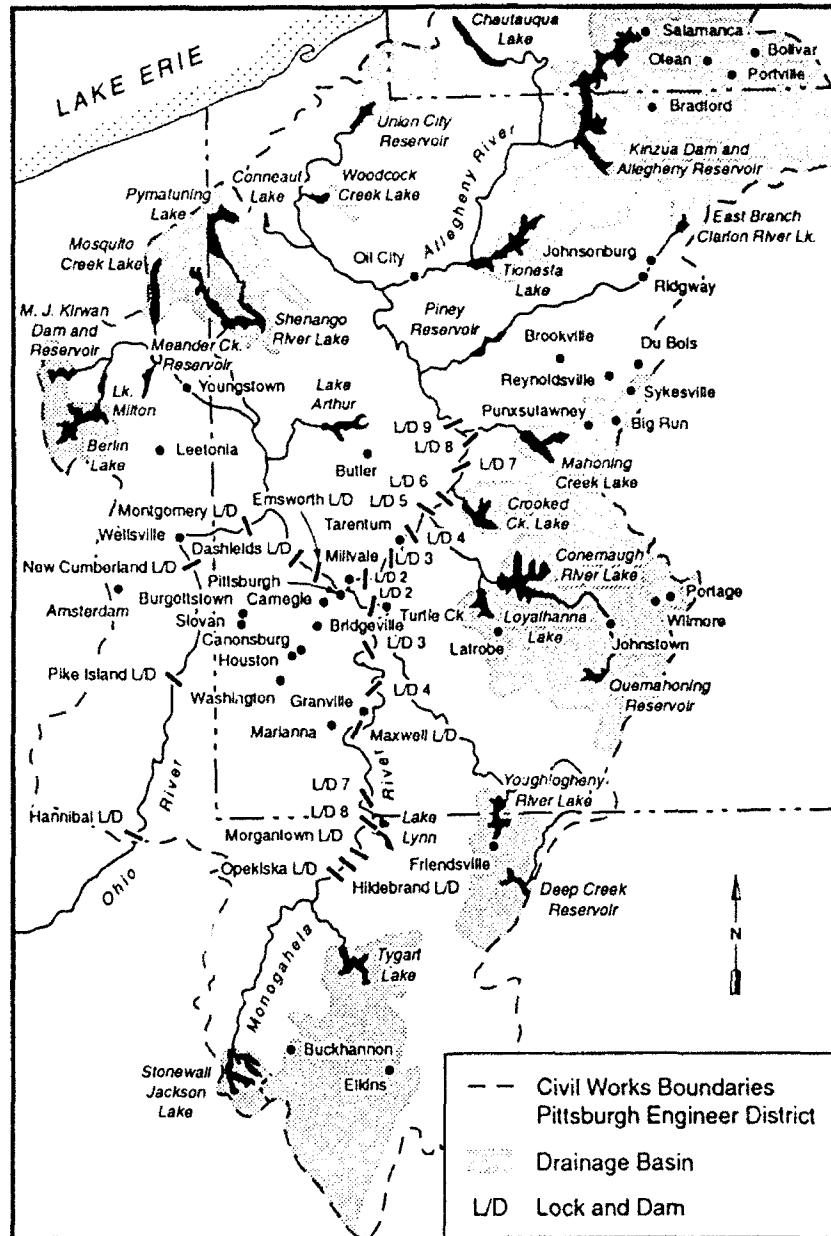 Chautauqua
Lake
Salamanca
Bolivar
Olean
Portville
LAKE ERIE
Bradford
Union City
Reservoir
Kinzua Dam and
Allegheny Reservoir
Allegheny River
Woodcock
Creek Lake
Conneaut
Lake
Pymatuning
Lake
East Branch
Clarion River Lk.
Mosquito
Creek Lake
Oil City
Johnsonburg
Tionesta
Lake
Ridgway
M. J. Kirwan
Dam and
Reservoir
Shenango
River Lake
Piney
Reservoir
Meander Ck.
Reservoir
Brookville
Du Bois
Reynoldsville
Lk.
Milton
Youngstown
Lake
Arthur
Sykesville
Punxsutawney
Big Run
L/D 9
L/D 8
Berlin
Lake
Leetonia
Butler
L/D 7
Mahoning
Creek Lake
L/D 6
Emsworth L/D
L/D 5
Crooked
Ck. Lake
Montgomery L/D
Tarentum
L/D 4
Wellsville
Dashields L/D
Millvale
L/D 3
Conemaugh
River Lake
New Cumberland L/D
Pittsburgh
L/D 2
L/D 2
Portage
Amsterdam
Burgettstown
Carnegie
Turtle Ck.
Loyalhanna
Lake
Wilmore
Slovan
Bridgeville
Canonsburg
Latrobe
Johnstown
L/D 3
Houston
Pike Island L/D
L/D 4
Quemahoning
Reservoir
Washington
Granville
Marianna
Maxwell L/D
River
L/D 7
Youghiogheny
River Lake
Hannibal L/D
River
L/D 8
Lake
Lynn
Morgantown L/D
Friendsville
Opekiska L/D
Hildebrand L/D
Deep Creek
Reservoir
Ohio
N
Monogahela
Tygart
Lake
Buckhannon
Stonewall
Jackson
Lake
Elkins
Civil Works Boundaries
Pittsburgh Engineer District
Drainage Basin
L/D Lock and Dam